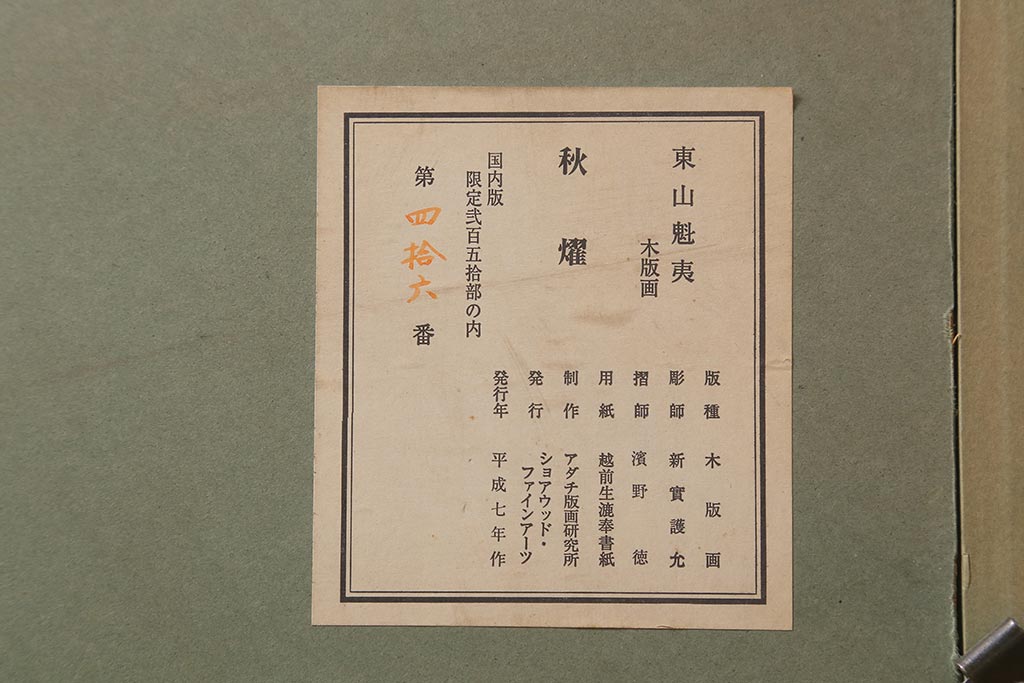 東山魁夷
木版画
秋燿
国内版
限定弐百五拾部の内
第四拾六番
版種 木版画
彫師 新實護允
摺師 濱野徳
用紙 越前生漉奉書紙
制作 アダチ版画研究所
発行 ショアウッド・
ファインアーツ
発行年 平成七年作